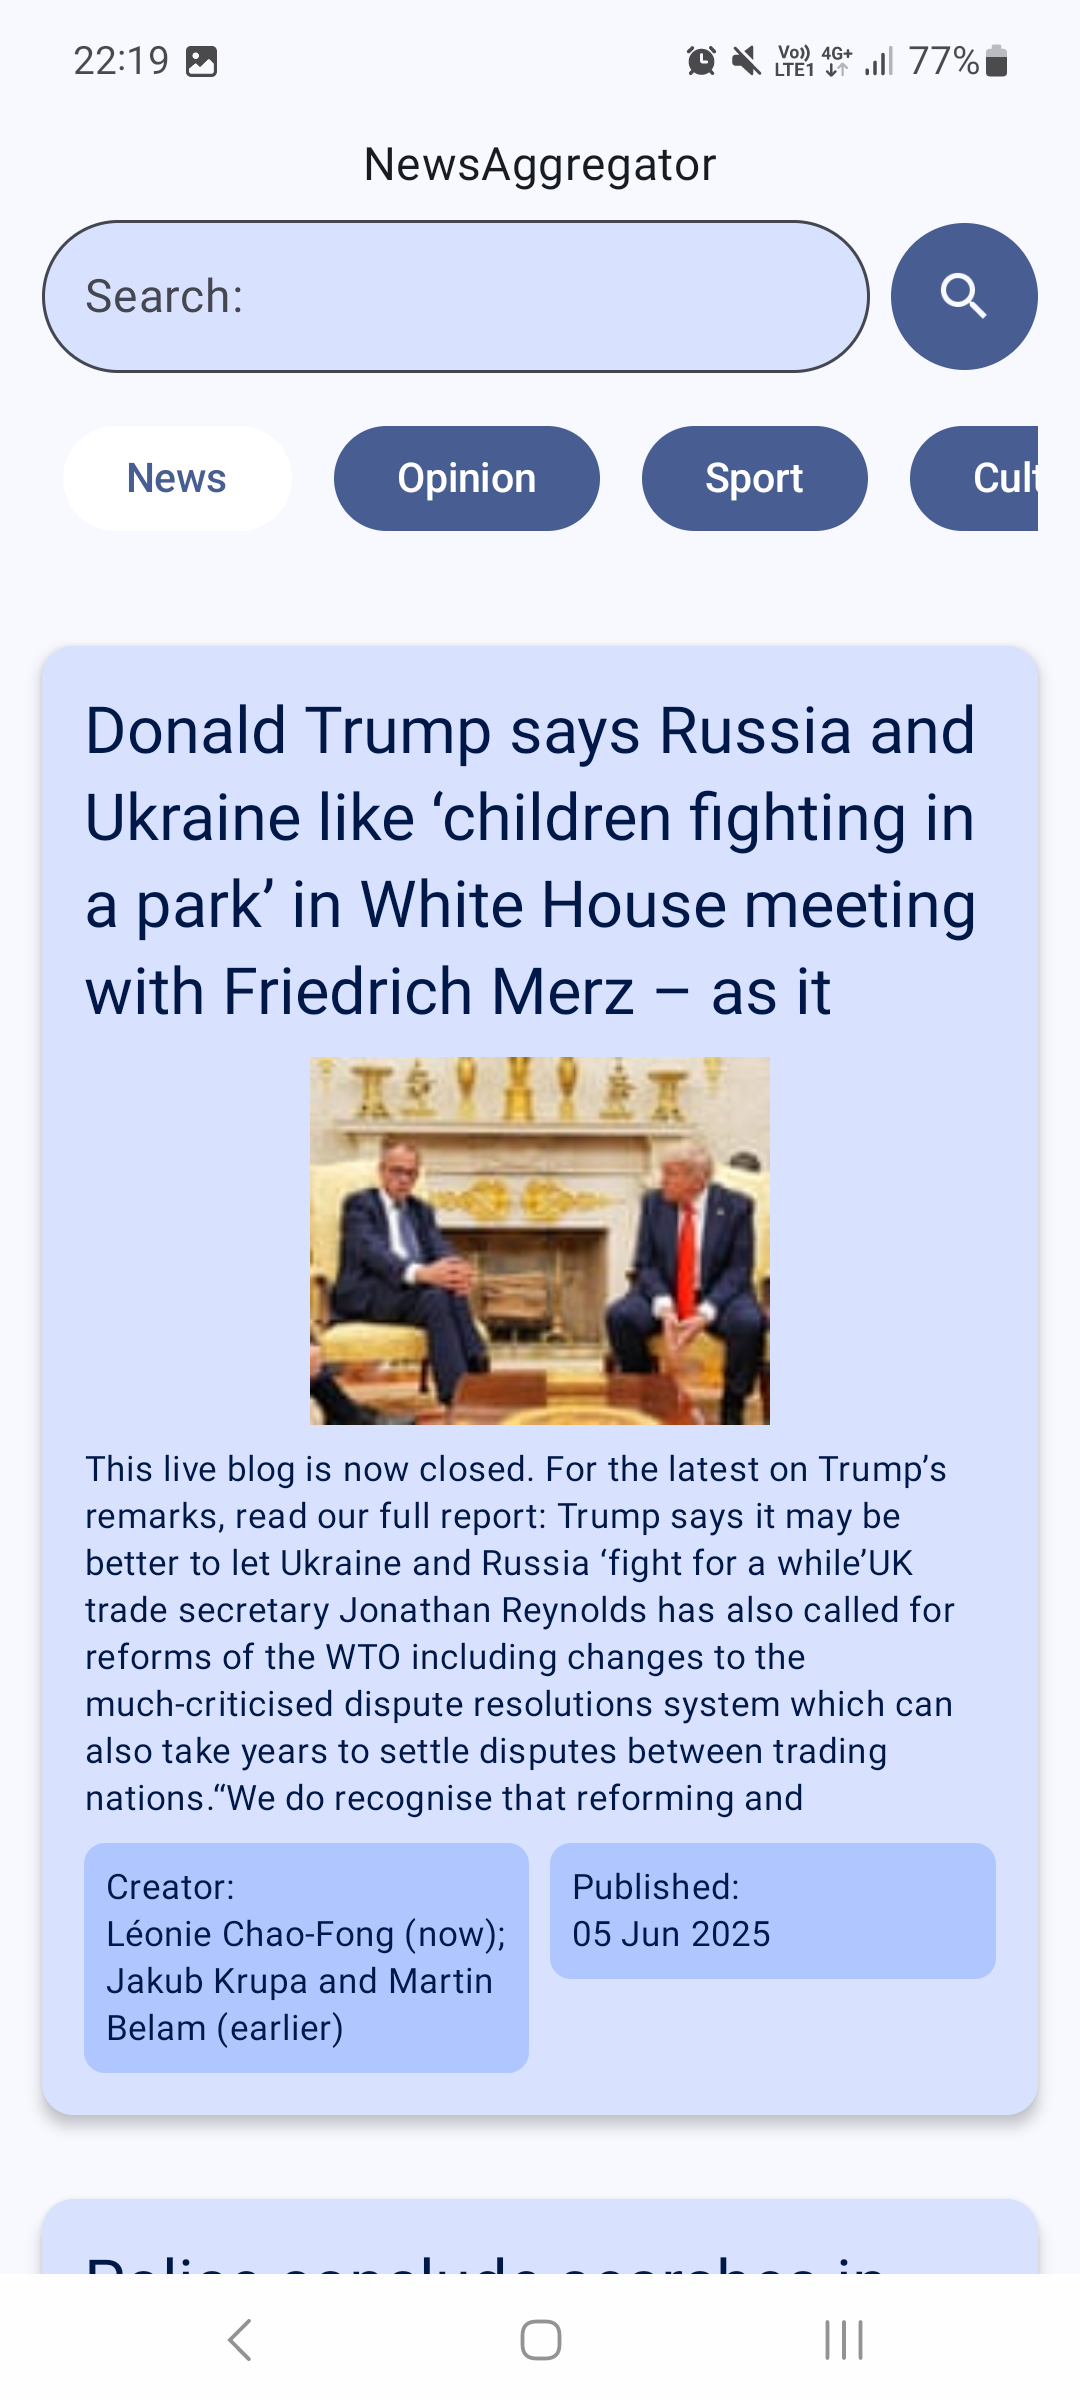 22:19
Vo)) LTE1 4G+ 77%
NewsAggregator
Search:
News Opinion Sport Cult
Donald Trump says Russia and
Ukraine like ‘children fighting in
a park’ in White House meeting
with Friedrich Merz – as it
This live blog is now closed. For the latest on Trump’s
remarks, read our full report: Trump says it may be
better to let Ukraine and Russia ‘fight for a while’UK
trade secretary Jonathan Reynolds has also called for
reforms of the WTO including changes to the
much-criticised dispute resolutions system which can
also take years to settle disputes between trading
nations.“We do recognise that reforming and
Creator:
Léonie Chao-Fong (now);
Jakub Krupa and Martin
Belam (earlier)
Published:
05 Jun 2025
Police conclude searches in